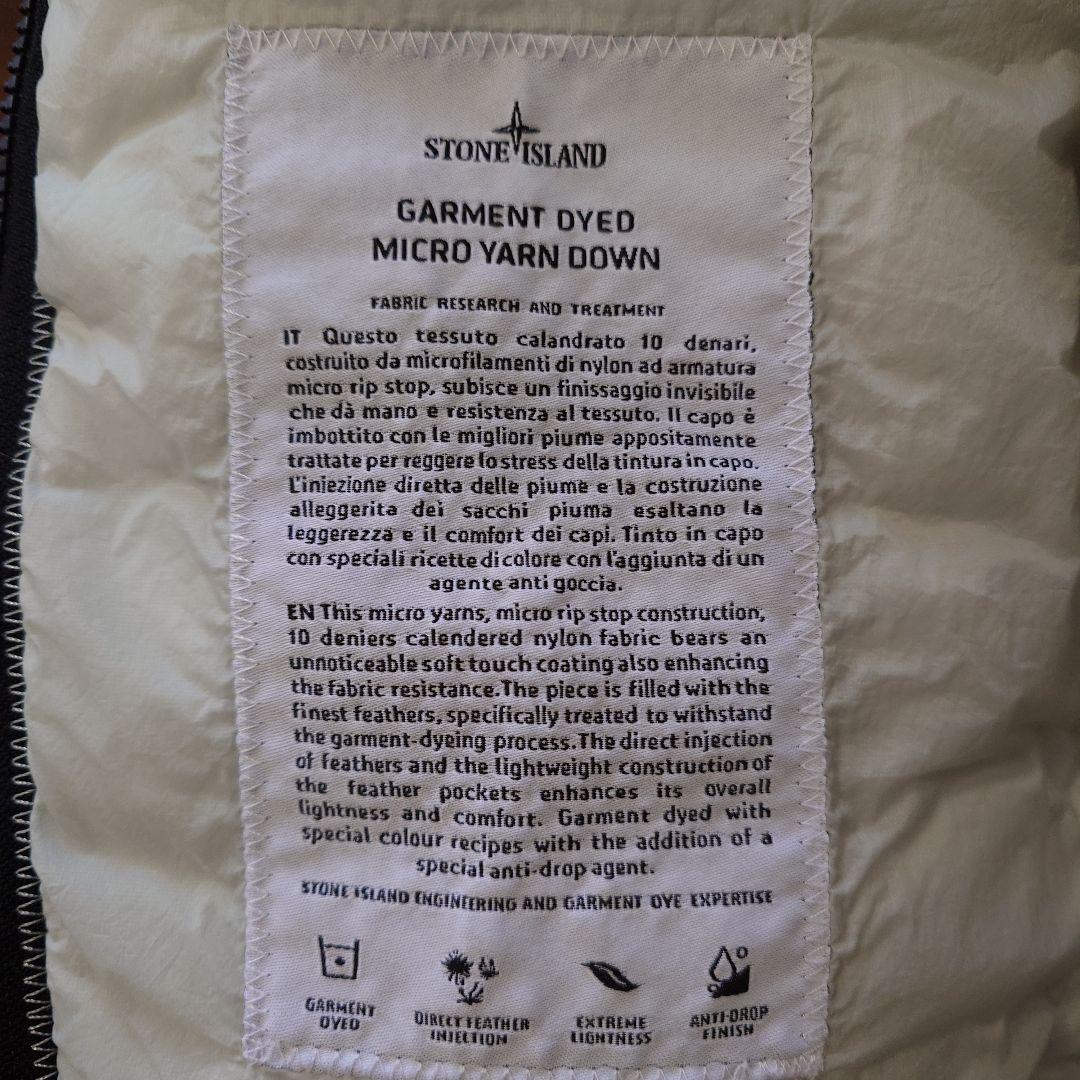 STONE ISLAND
GARMENT DYED
MICRO YARN DOWN
FABRIC RESEARCH AND TREATMENT
IT Questo tessuto calandrato 10 denari,
costruito da microfilamenti di nylon ad armatura
micro rip stop, subisce un finissaggio invisibile
che dà mano e resistenza al tessuto. Il capo è
imbottito con le migliori piume appositamente
trattate per reggere lo stress della tintura in capo.
L'iniezione diretta delle piume e la costruzione
alleggerita dei sacchi piuma esaltano la
leggerezza e il comfort dei capi. Tinto in capo
con speciali ricette di colore con l'aggiunta di un
agente anti goccia.
EN This micro yarns, micro rip stop construction,
10 deniers calendered nylon fabric bears an
unnoticeable soft touch coating also enhancing
the fabric resistance. The piece is filled with the
finest feathers, specifically treated to withstand
the garment-dyeing process. The direct injection
of feathers and the lightweight construction of
the feather pockets enhances its overall
lightness and comfort. Garment dyed with
special colour recipes with the addition of a
special anti-drop agent.
STONE ISLAND ENGINEERING AND GARMENT DYE EXPERTISE
GARMENT DYED
DIRECT FEATHER INJECTION
EXTREME LIGHTNESS
ANTI-DROP FINISH